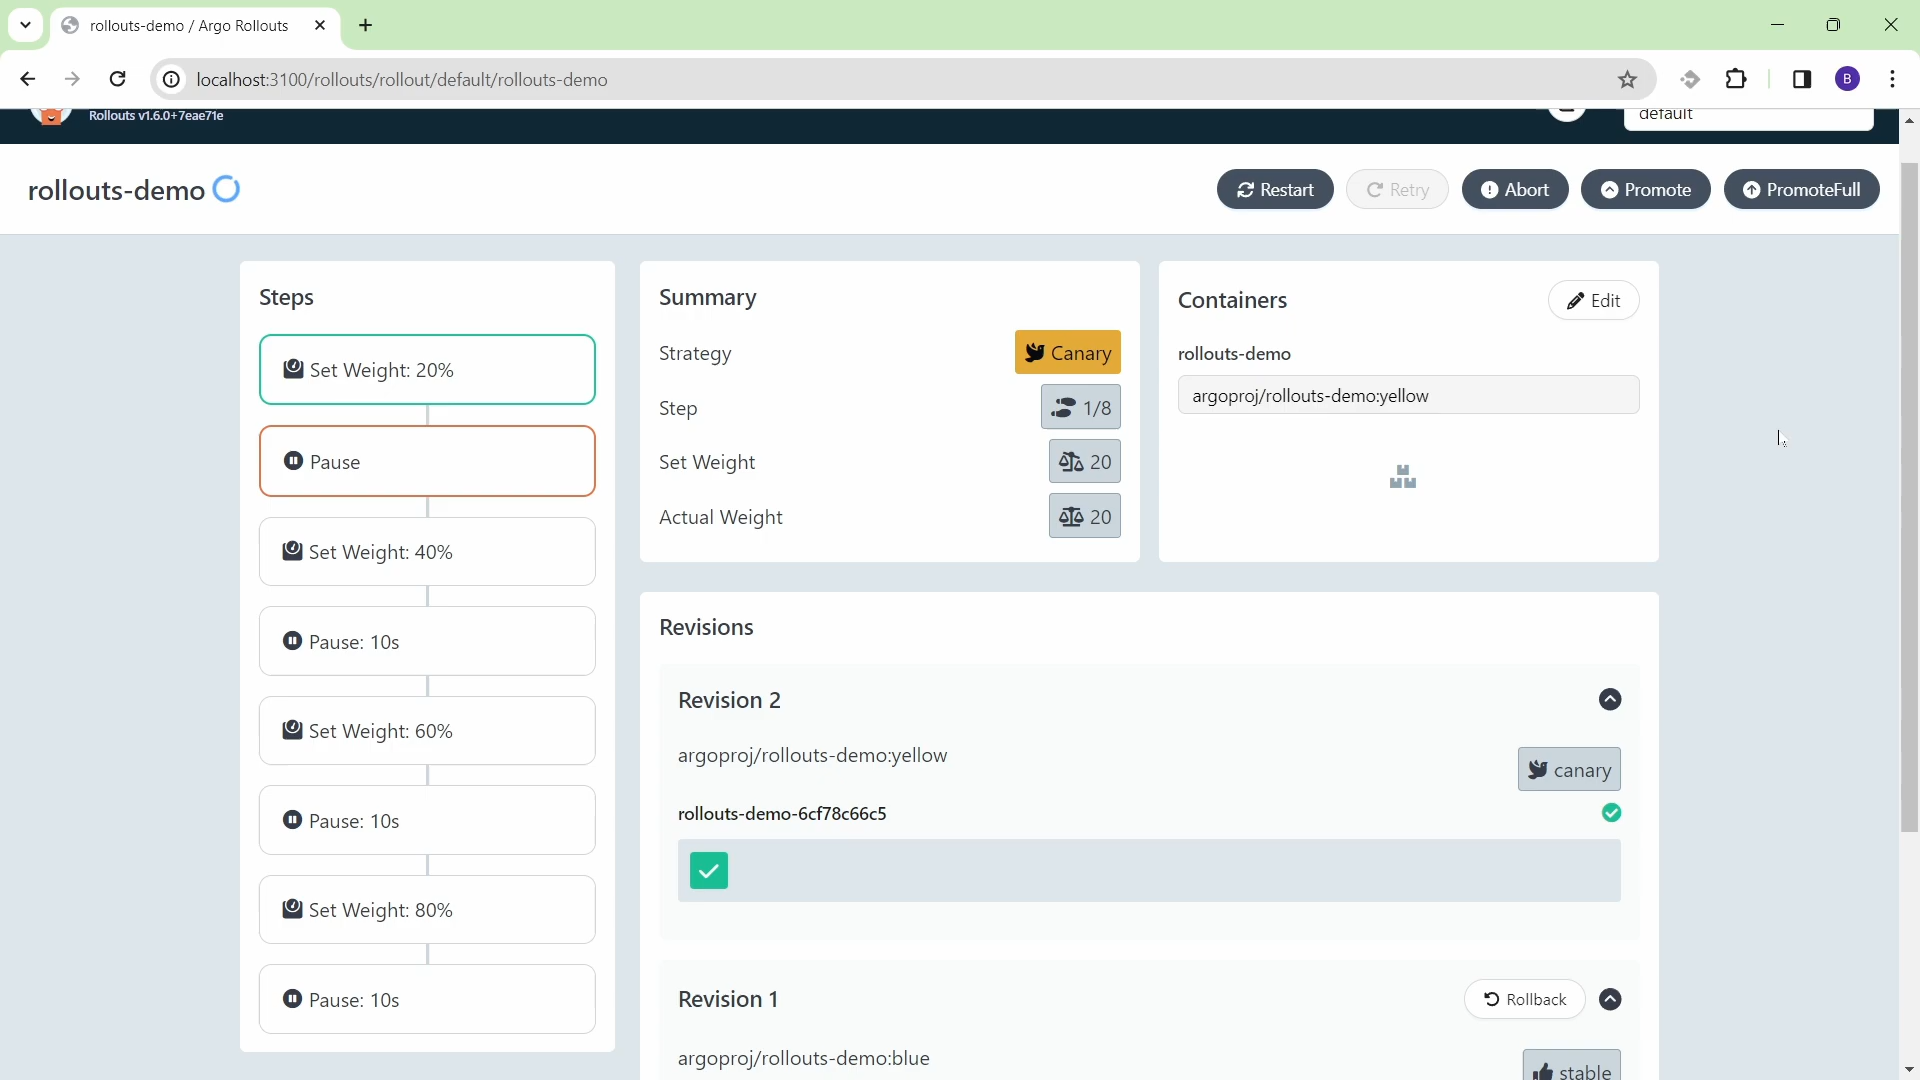 rollouts-demo / Argo Rollouts
localhost:3100/rollouts/rollout/default/rollouts-demo
B
Rollouts v1.6.0+7eae71e
default
rollouts-demo
Restart
Retry
Abort
Promote
PromoteFull
Steps
Set Weight: 20%
Pause
Set Weight: 40%
Pause: 10s
Set Weight: 60%
Pause: 10s
Set Weight: 80%
Pause: 10s
Summary
Strategy
Canary
Step
1/8
Set Weight
20
Actual Weight
20
Containers
Edit
rollouts-demo
argoproj/rollouts-demo:yellow
Revisions
Revision 2
argoproj/rollouts-demo:yellow
canary
rollouts-demo-6cf78c66c5
Revision 1
Rollback
argoproj/rollouts-demo:blue
stable